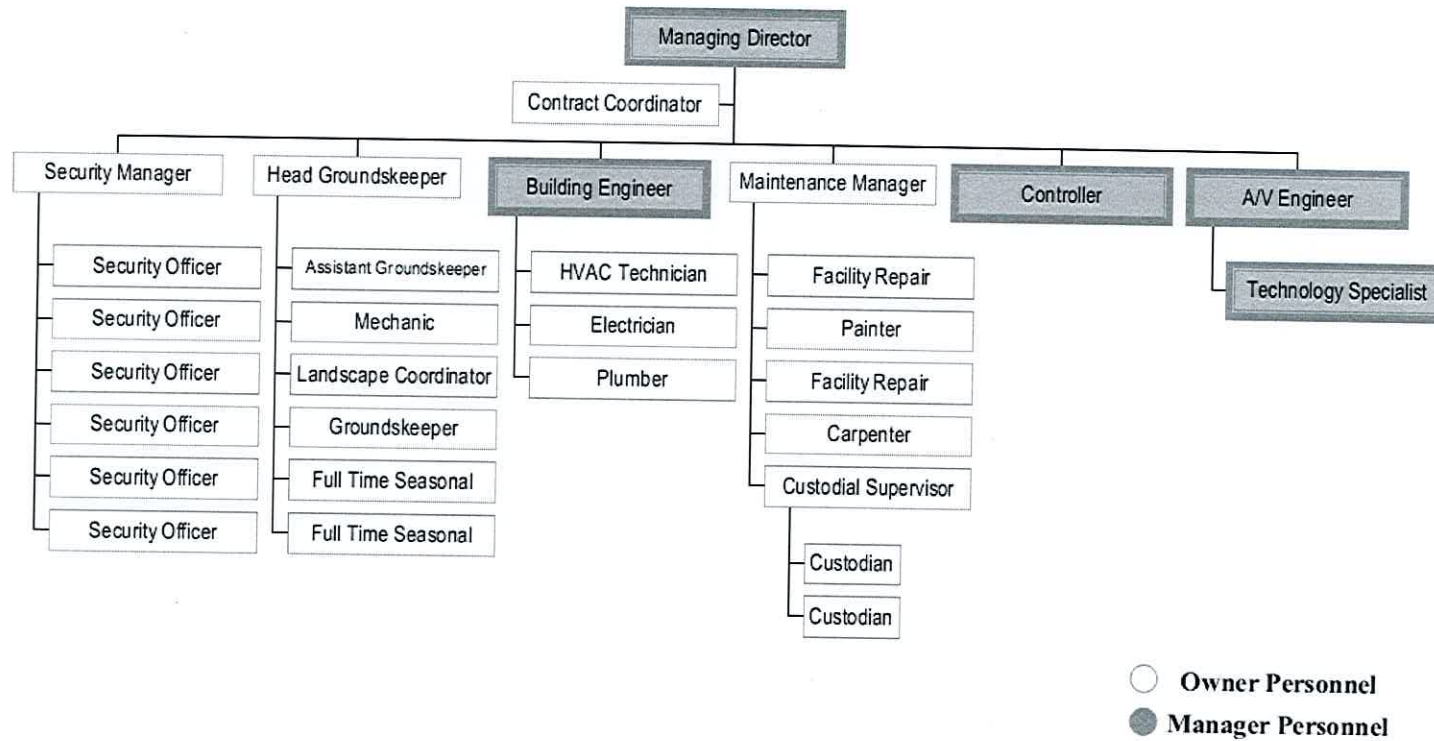 Managing Director
Contract Coordinator
Security Manager
Head Groundskeeper
Building Engineer
Maintenance Manager
Controller
A/V Engineer
Security Officer
Security Officer
Security Officer
Security Officer
Security Officer
Security Officer
Assistant Groundskeeper
Mechanic
Landscape Coordinator
Groundskeeper
Full Time Seasonal
Full Time Seasonal
HVAC Technician
Electrician
Plumber
Facility Repair
Painter
Facility Repair
Carpenter
Custodial Supervisor
Custodian
Custodian
Technology Specialist
Owner Personnel
Manager Personnel